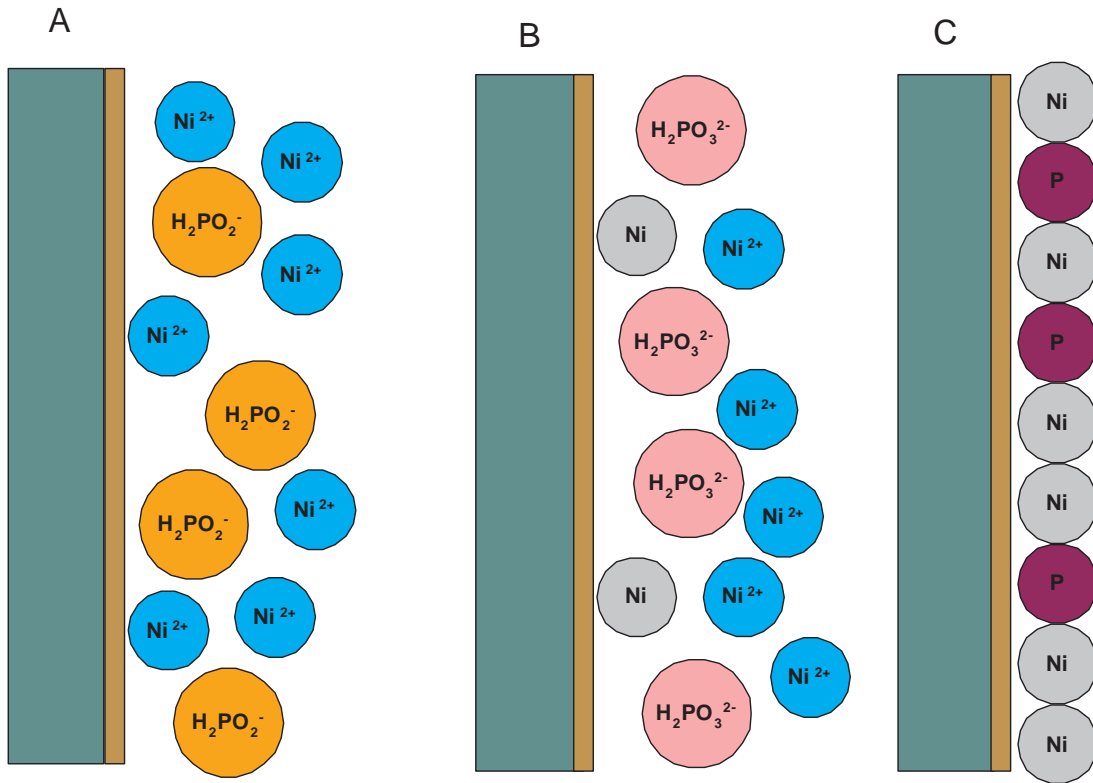 A
Ni 2+
Ni 2+
H2PO2-
Ni 2+
Ni 2+
H2PO2-
Ni 2+
H2PO2-
Ni 2+
Ni 2+
H2PO2-
B
H2PO3 2-
Ni
Ni 2+
H2PO3 2-
Ni 2+
H2PO3 2-
Ni 2+
Ni
Ni 2+
Ni 2+
H2PO3 2-
C
Ni
P
Ni
P
Ni
Ni
P
Ni
Ni